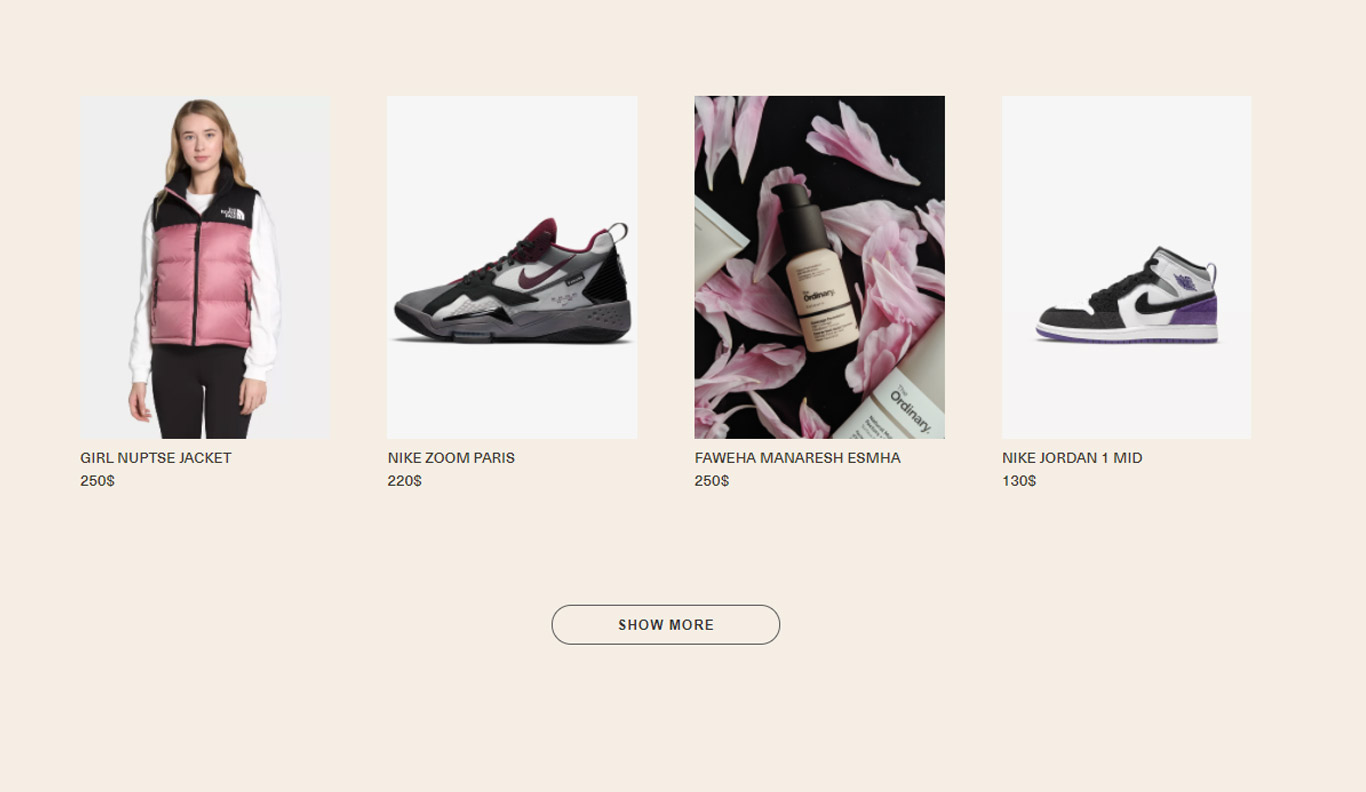 THE
NORTH
FACE
The
Ordinary.
The
Ordinary.
GIRL NUPTSE JACKET
250$
NIKE ZOOM PARIS
220$
FAWEHA MANARESH ESMHA
250$
NIKE JORDAN 1 MID
130$
SHOW MORE